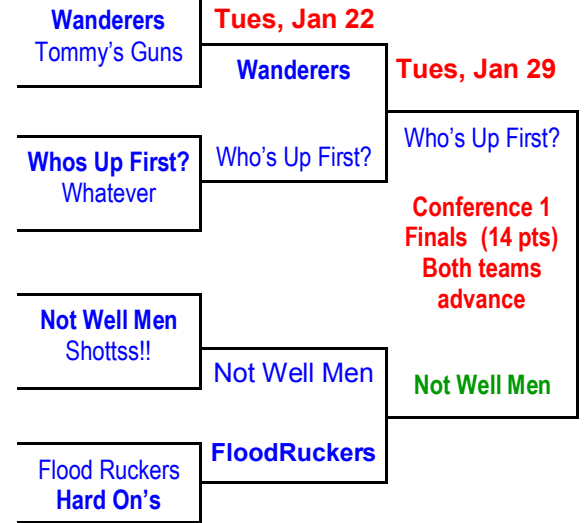 Wanderers
Tommy's Guns
Whos Up First?
Whatever
Not Well Men
Shottss!!
Flood Ruckers
Hard On's
Tues, Jan 22
Wanderers
Who's Up First?
Not Well Men
FloodRuckers
Tues, Jan 29
Who's Up First?
Conference 1
Finals (14 pts)
Both teams
advance
Not Well Men